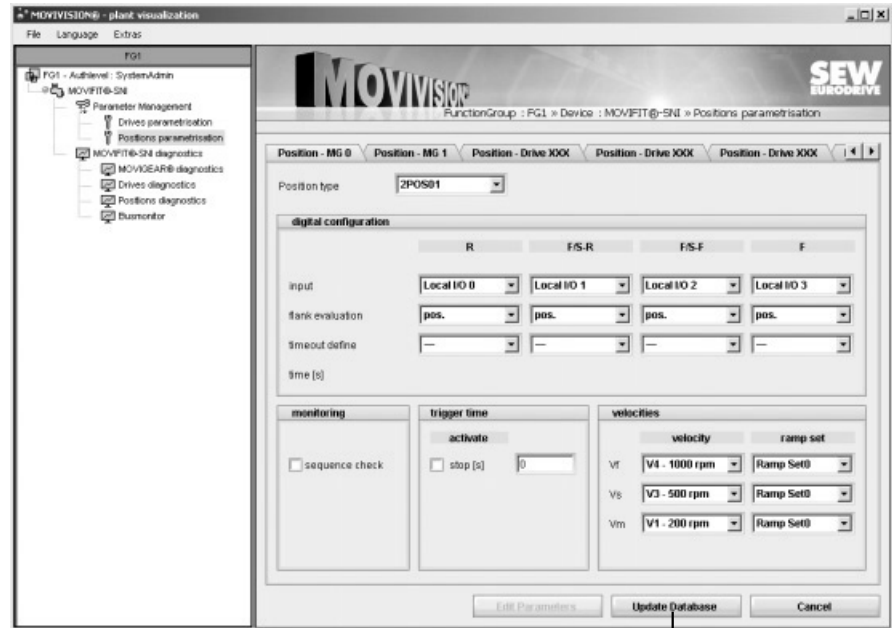 MOVIVISION® - plant visualization
File Language Extras
FG1
FG1 - Authlevel : SystemAdmin
MOVIFIT®-SNI
Parameter Management
Drives parametrisation
Positions parametrisation
MOVIFIT®-SNI diagnostics
MOVIGEAR® diagnostics
Drives diagnostics
Positions diagnostics
Busmonitor
MOVIVISION®
SEW
EURODRIVE
FunctionGroup : FG1 » Device : MOVIFIT®-SNI » Positions parametrisation
Position - MG 0 Position - MG 1 Position - Drive XXX Position - Drive XXX Position - Drive XXX
Position type 2POS01
digital configuration
R F/S-R F/S-F F
input Local I/O 0 Local I/O 1 Local I/O 2 Local I/O 3
flank evaluation pos. pos. pos. pos.
timeout define --- --- --- ---
time [s]
monitoring trigger time velocities
activate velocity ramp set
sequence check stop [s] 0 Vf V4 - 1000 rpm Ramp Set0
Vs V3 - 500 rpm Ramp Set0
Vm V1 - 200 rpm Ramp Set0
Edit Parameters Update Database Cancel